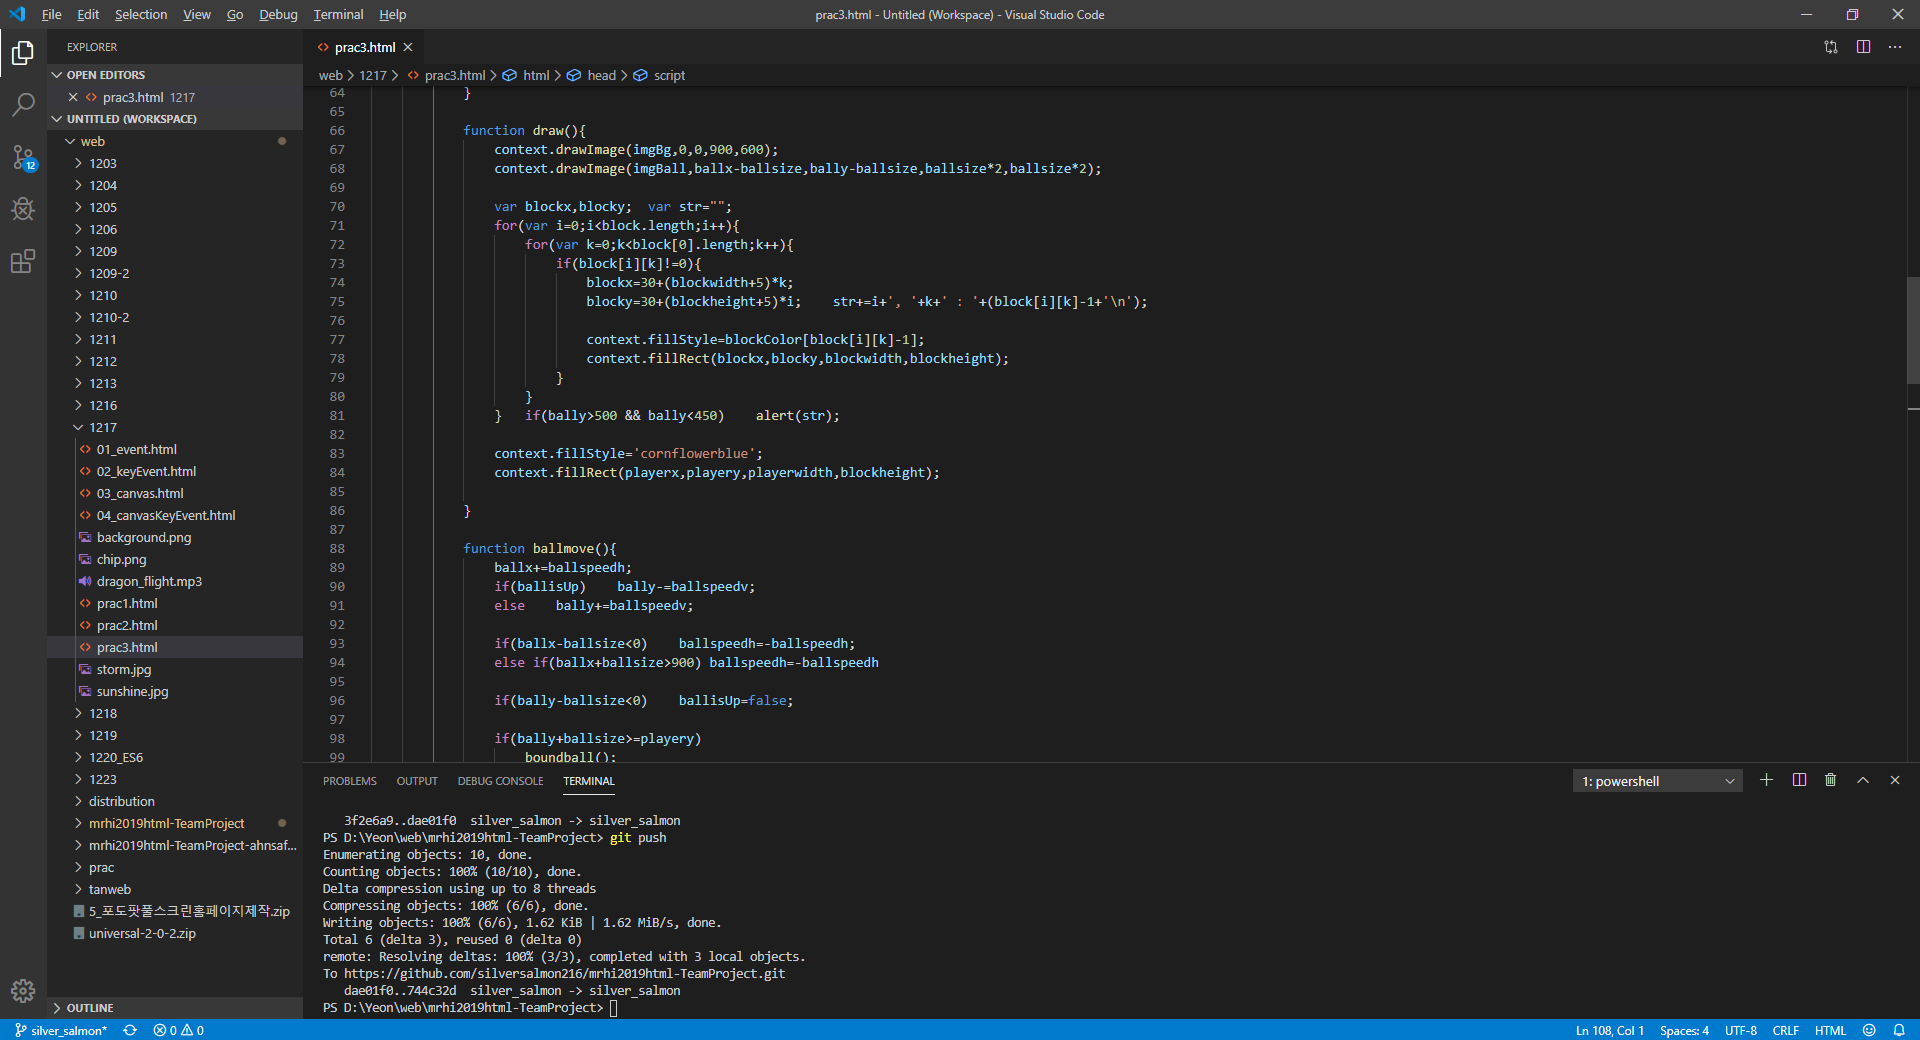 File Edit Selection View Go Debug Terminal Help
prac3.html - Untitled (Workspace) - Visual Studio Code
EXPLORER
OPEN EDITORS
prac3.html 1217
UNTITLED (WORKSPACE)
web
1203
1204
1205
1206
1209
1209-2
1210
1210-2
1211
1212
1213
1216
1217
01_event.html
02_keyEvent.html
03_canvas.html
04_canvasKeyEvent.html
background.png
chip.png
dragon_flight.mp3
prac1.html
prac2.html
prac3.html
storm.jpg
sunshine.jpg
1218
1219
1220_ES6
1223
distribution
mrhi2019html-TeamProject
mrhi2019html-TeamProject-ahnsaf...
prac
tanweb
5_포도팟풀스크린홈페이지제작.zip
universal-2-0-2.zip
OUTLINE
12
prac3.html
web > 1217 > prac3.html > html > head > script
64 }
65
66 function draw(){
67 context.drawImage(imgBg,0,0,900,600);
68 context.drawImage(imgBall,ballx-ballsize,bally-ballsize,ballsize*2,ballsize*2);
69
70 var blockx,blocky; var str="";
71 for(var i=0;i<block.length;i++){
72 for(var k=0;k<block[0].length;k++){
73 if(block[i][k]!=0){
74 blockx=30+(blockwidth+5)*k;
75 blocky=30+(blockheight+5)*i; str+=i+', '+k+' : '+(block[i][k]-1+'\n');
76
77 context.fillStyle=blockColor[block[i][k]-1];
78 context.fillRect(blockx,blocky,blockwidth,blockheight);
79 }
80 }
81 } if(bally>500 && bally<450) alert(str);
82
83 context.fillStyle='cornflowerblue';
84 context.fillRect(playerx,playery,playerwidth,blockheight);
85
86 }
87
88 function ballmove(){
89 ballx+=ballspeedh;
90 if(ballisUp) bally-=ballspeedv;
91 else bally+=ballspeedv;
92
93 if(ballx-ballsize<0) ballspeedh=-ballspeedh;
94 else if(ballx+ballsize>900) ballspeedh=-ballspeedh
95
96 if(bally-ballsize<0) ballisUp=false;
97
98 if(bally+ballsize>=playery)
99 boundball();
PROBLEMS OUTPUT DEBUG CONSOLE TERMINAL
1: powershell
3f2e6a9..dae01f0 silver_salmon -> silver_salmon
PS D:\Yeon\web\mrhi2019html-TeamProject> git push
Enumerating objects: 10, done.
Counting objects: 100% (10/10), done.
Delta compression using up to 8 threads
Compressing objects: 100% (6/6), done.
Writing objects: 100% (6/6), 1.62 KiB | 1.62 MiB/s, done.
Total 6 (delta 3), reused 0 (delta 0)
remote: Resolving deltas: 100% (3/3), completed with 3 local objects.
To https://github.com/silversalmon216/mrhi2019html-TeamProject.git
dae01f0..744c32d silver_salmon -> silver_salmon
PS D:\Yeon\web\mrhi2019html-TeamProject>
silver_salmon* 0 0
Ln 108, Col 1 Spaces: 4 UTF-8 CRLF HTML